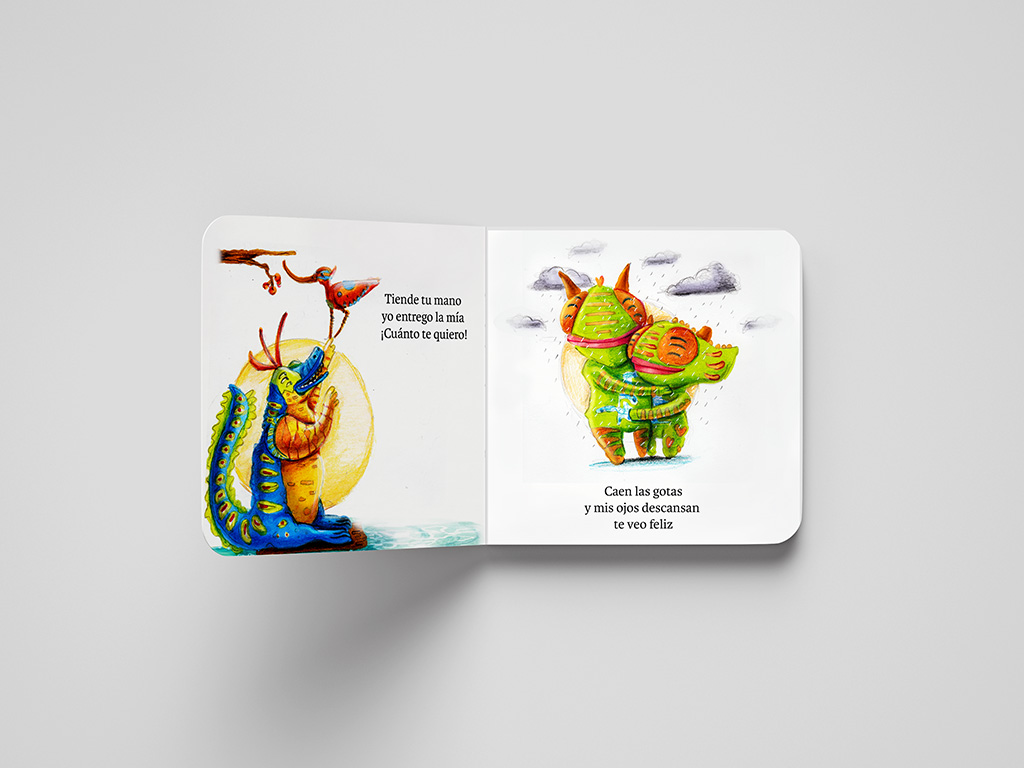 Tiende tu mano
yo entrego la mía
¡Cuánto te quiero!
Caen las gotas
y mis ojos descansan
te veo feliz